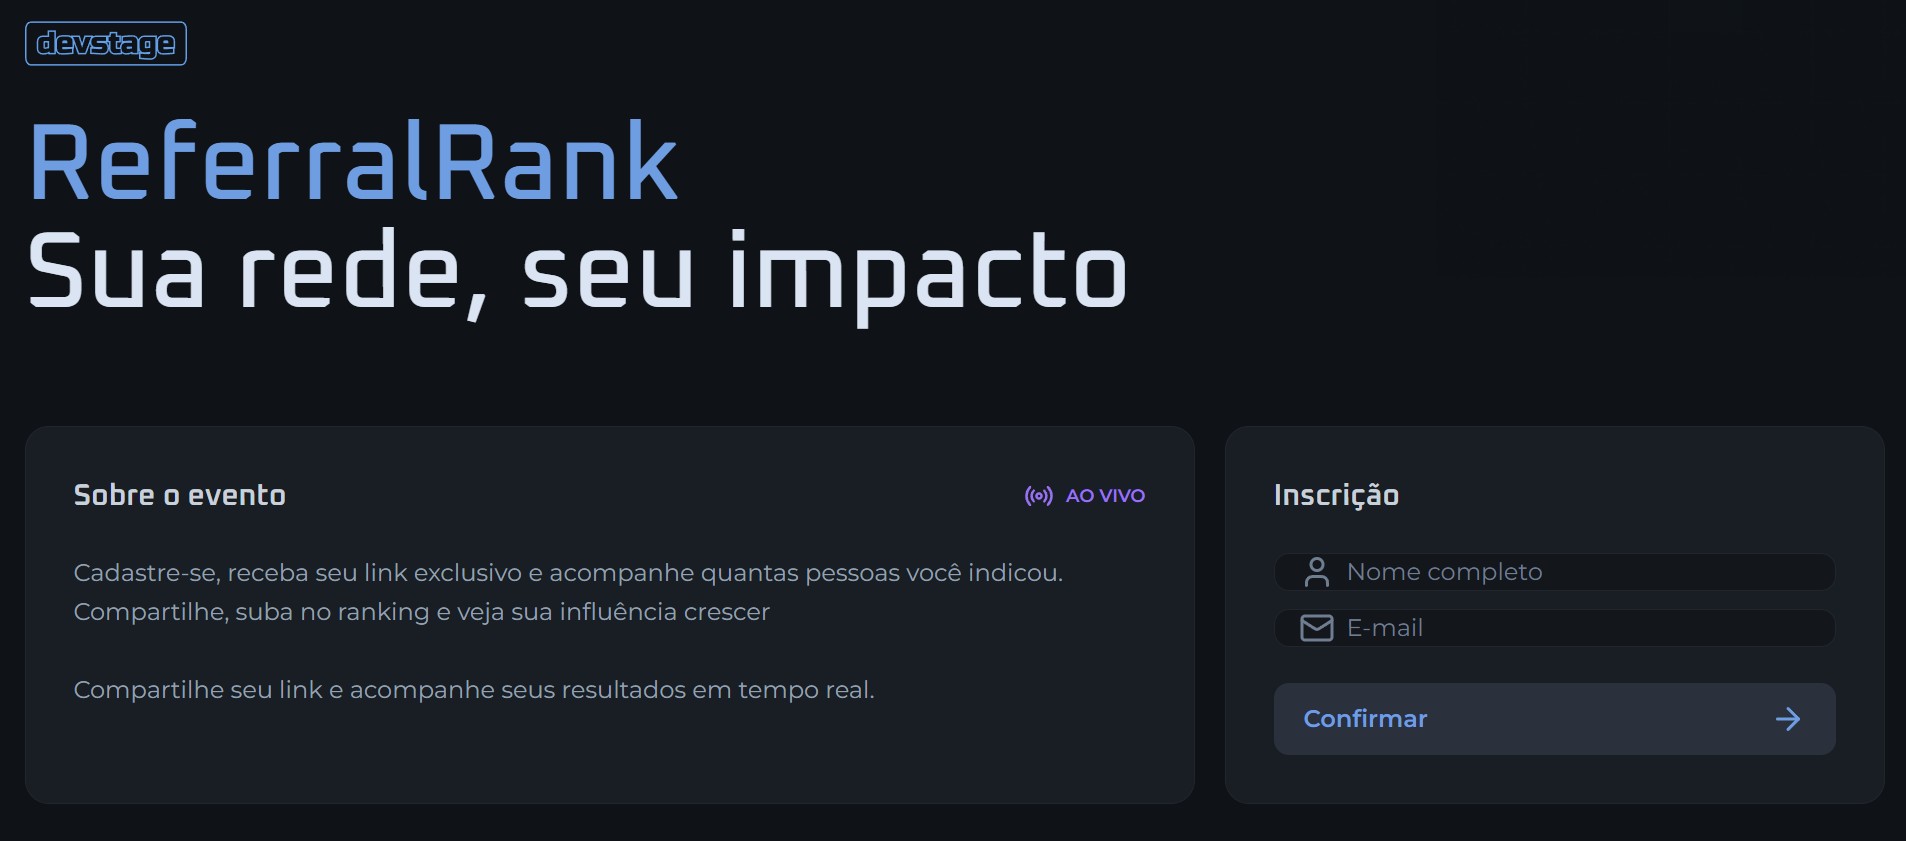 devstage
ReferralRank
Sua rede, seu impacto
Sobre o evento
AO VIVO
Cadastre-se, receba seu link exclusivo e acompanhe quantas pessoas você indicou.
Compartilhe, suba no ranking e veja sua influência crescer
Compartilhe seu link e acompanhe seus resultados em tempo real.
Inscrição
Nome completo
E-mail
Confirmar